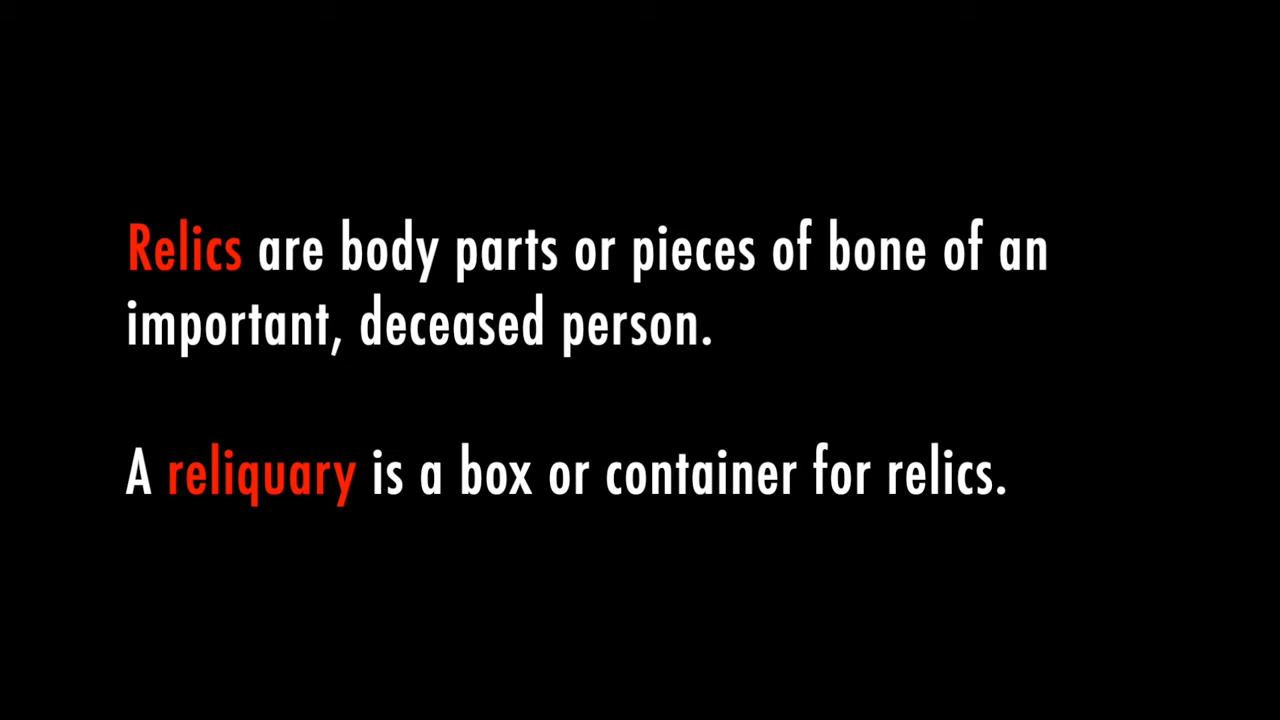 Relics are body parts or pieces of bone of an
important, deceased person.
A reliquary is a box or container for relics.